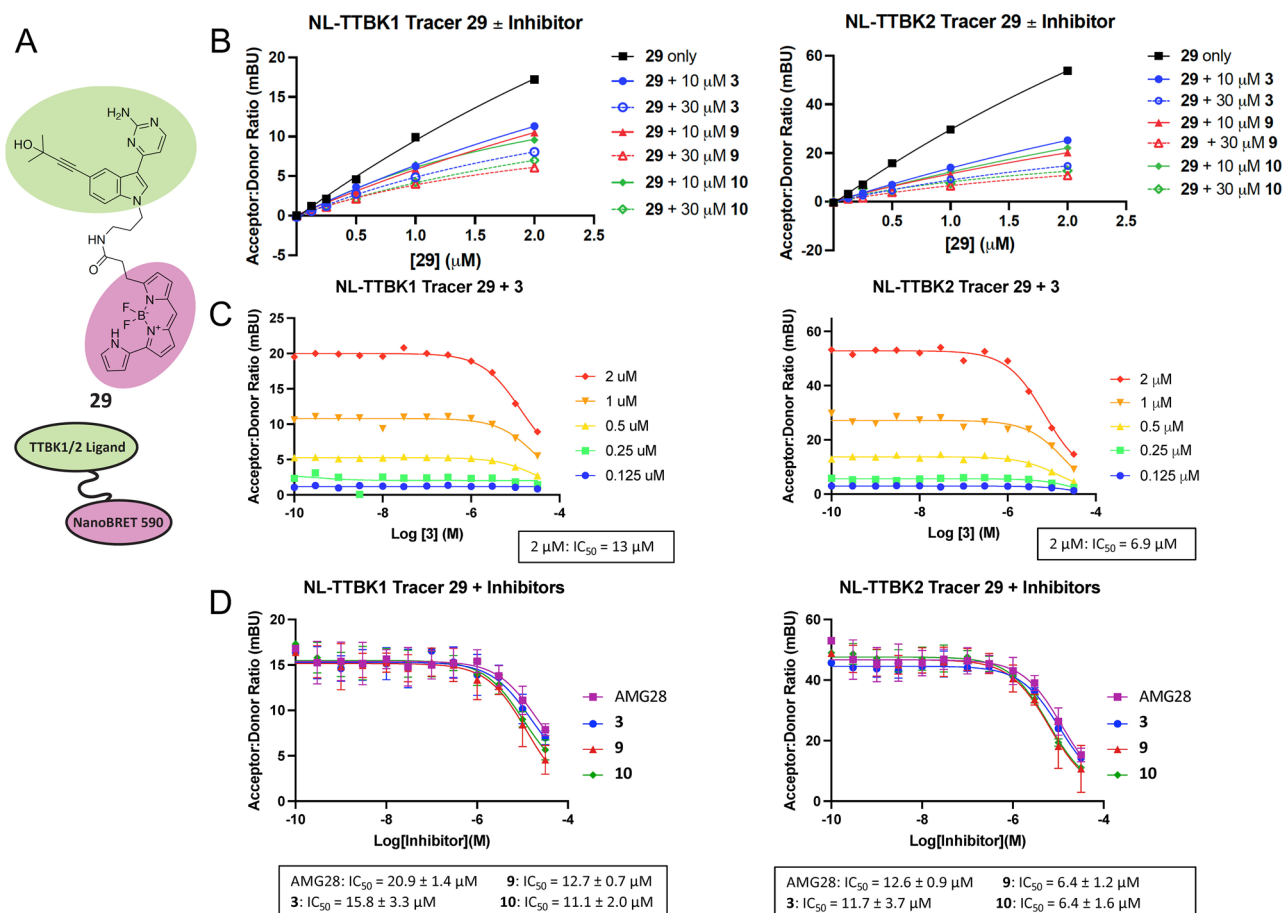 A
H₂N
N
N
HO
N
HN
O
N
F
B⁻
F
N⁺
H
N
29
TTBK1/2 Ligand
NanoBRET 590
B
NL-TTBK1 Tracer 29 ± Inhibitor
Acceptor:Donor Ratio (mBU)
20
15
10
5
0
-5
0.5
1.0
1.5
2.0
2.5
[29] (μM)
29 only
29 + 10 μM 3
29 + 30 μM 3
29 + 10 μM 9
29 + 30 μM 9
29 + 10 μM 10
29 + 30 μM 10
NL-TTBK2 Tracer 29 ± Inhibitor
Acceptor:Donor Ratio (mBU)
60
40
20
0
-20
0.5
1.0
1.5
2.0
2.5
[29] (μM)
29 only
29 + 10 μM 3
29 + 30 μM 3
29 + 10 μM 9
+ 30 μM 9
29 + 10 μM 10
29 + 30 μM 10
C
NL-TTBK1 Tracer 29 + 3
Acceptor:Donor Ratio (mBU)
25
20
15
10
5
0
-10
-9
-8
-7
-6
-5
-4
Log [3] (M)
2 uM
1 uM
0.5 uM
0.25 uM
0.125 uM
2 μM: IC₅₀ = 13 μM
NL-TTBK2 Tracer 29 + 3
Acceptor:Donor Ratio (mBU)
60
40
20
0
-10
-9
-8
-7
-6
-5
-4
Log [3] (M)
2 μM
1 μM
0.5 μM
0.25 μM
0.125 μM
2 μM: IC₅₀ = 6.9 μM
D
NL-TTBK1 Tracer 29 + Inhibitors
Acceptor:Donor Ratio (mBU)
20
15
10
5
0
-10
-8
-6
-4
Log[Inhibitor](M)
AMG28
3
9
10
AMG28: IC₅₀ = 20.9 ± 1.4 μM
9: IC₅₀ = 12.7 ± 0.7 μM
3: IC₅₀ = 15.8 ± 3.3 μM
10: IC₅₀ = 11.1 ± 2.0 μM
NL-TTBK2 Tracer 29 + Inhibitors
Acceptor:Donor Ratio (mBU)
60
40
20
0
-10
-8
-6
-4
Log[Inhibitor](M)
AMG28
3
9
10
AMG28: IC₅₀ = 12.6 ± 0.9 μM
9: IC₅₀ = 6.4 ± 1.2 μM
3: IC₅₀ = 11.7 ± 3.7 μM
10: IC₅₀ = 6.4 ± 1.6 μM